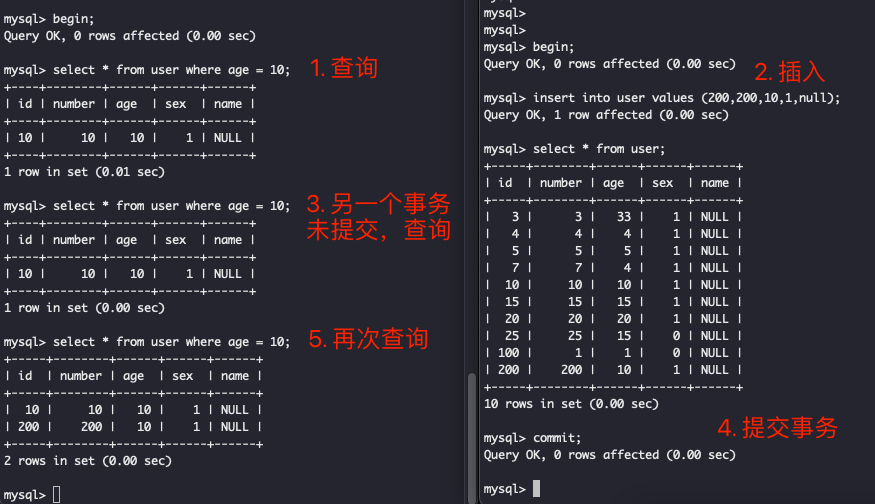 mysql> begin;
Query OK, 0 rows affected (0.00 sec)
mysql> select * from user where age = 10;
1. 查询
+----+--------+------+------+------+
| id | number | age | sex | name |
+----+--------+------+------+------+
| 10 | 10 | 10 | 1 | NULL |
+----+--------+------+------+------+
1 row in set (0.01 sec)
mysql> select * from user where age = 10;
3. 另一个事务
未提交，查询
+----+--------+------+------+------+
| id | number | age | sex | name |
+----+--------+------+------+------+
| 10 | 10 | 10 | 1 | NULL |
+----+--------+------+------+------+
1 row in set (0.00 sec)
mysql> select * from user where age = 10;
5. 再次查询
+-----+--------+------+------+------+
| id | number | age | sex | name |
+-----+--------+------+------+------+
| 10 | 10 | 10 | 1 | NULL |
| 200 | 200 | 10 | 1 | NULL |
+-----+--------+------+------+------+
2 rows in set (0.00 sec)
mysql>
mysql>
mysql>
mysql> begin;
Query OK, 0 rows affected (0.00 sec)
2. 插入
mysql> insert into user values (200,200,10,1,null);
Query OK, 1 row affected (0.00 sec)
mysql> select * from user;
+-----+--------+------+------+------+
| id | number | age | sex | name |
+-----+--------+------+------+------+
| 3 | 3 | 33 | 1 | NULL |
| 4 | 4 | 4 | 1 | NULL |
| 5 | 5 | 5 | 1 | NULL |
| 7 | 7 | 4 | 1 | NULL |
| 10 | 10 | 10 | 1 | NULL |
| 15 | 15 | 15 | 1 | NULL |
| 20 | 20 | 20 | 1 | NULL |
| 25 | 25 | 15 | 0 | NULL |
| 100 | 1 | 1 | 0 | NULL |
| 200 | 200 | 10 | 1 | NULL |
+-----+--------+------+------+------+
10 rows in set (0.00 sec)
4. 提交事务
mysql> commit;
Query OK, 0 rows affected (0.00 sec)
mysql>